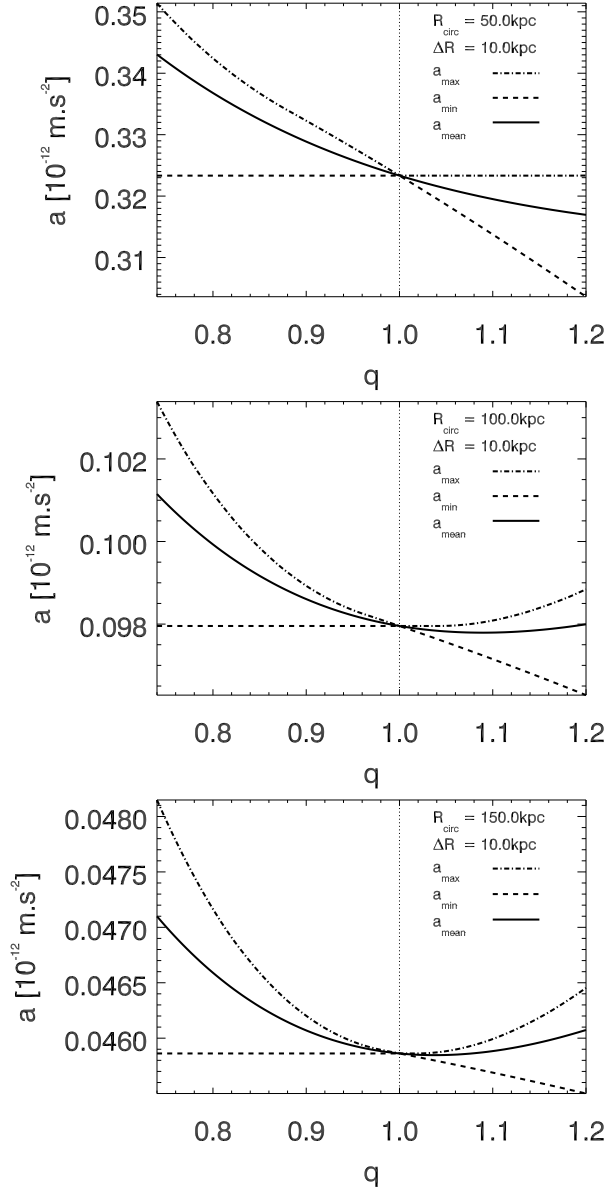 0.35
0.34
0.33
0.32
0.31
a [10⁻¹² m.s⁻²]
R_circ = 50.0kpc
ΔR = 10.0kpc
a_max
a_min
a_mean
0.8 0.9 1.0 1.1 1.2
q
0.102
0.100
0.098
a [10⁻¹² m.s⁻²]
R_circ = 100.0kpc
ΔR = 10.0kpc
a_max
a_min
a_mean
0.8 0.9 1.0 1.1 1.2
q
0.0480
0.0475
0.0470
0.0465
0.0460
a [10⁻¹² m.s⁻²]
R_circ = 150.0kpc
ΔR = 10.0kpc
a_max
a_min
a_mean
0.8 0.9 1.0 1.1 1.2
q